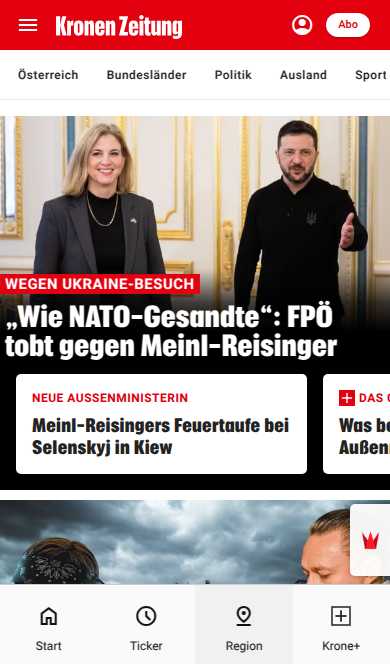 Kronen Zeitung
Abo
Österreich Bundesländer Politik Ausland Sport
WEGEN UKRAINE-BESUCH
„Wie NATO-Gesandte“: FPÖ
tobt gegen Meinl-Reisinger
NEUE AUSSENMINISTERIN
Meinl-Reisingers Feuertaufe bei
Selenskyj in Kiew
DAS
Was
Außen
Start
Ticker
Region
Krone+